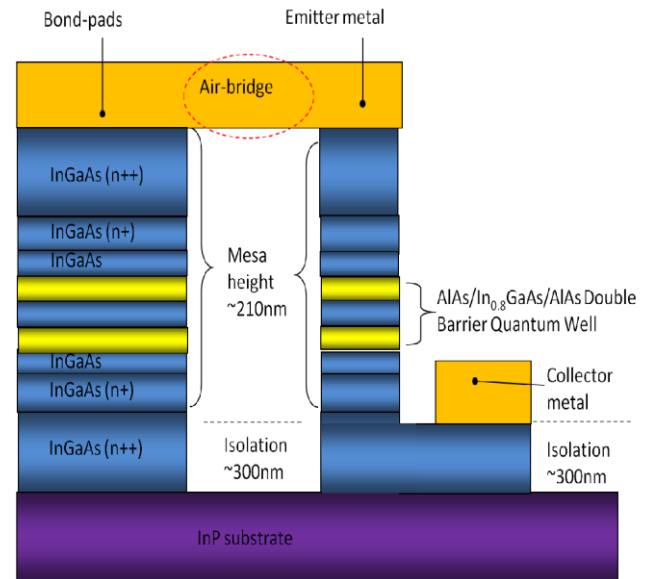 Bond-pads
Emitter metal
Air-bridge
InGaAs (n++)
InGaAs (n+)
InGaAs
Mesa
height
~210nm
AlAs/In0.8GaAs/AlAs Double
Barrier Quantum Well
InGaAs
InGaAs (n+)
Collector
metal
InGaAs (n++)
Isolation
~300nm
Isolation
~300nm
InP substrate